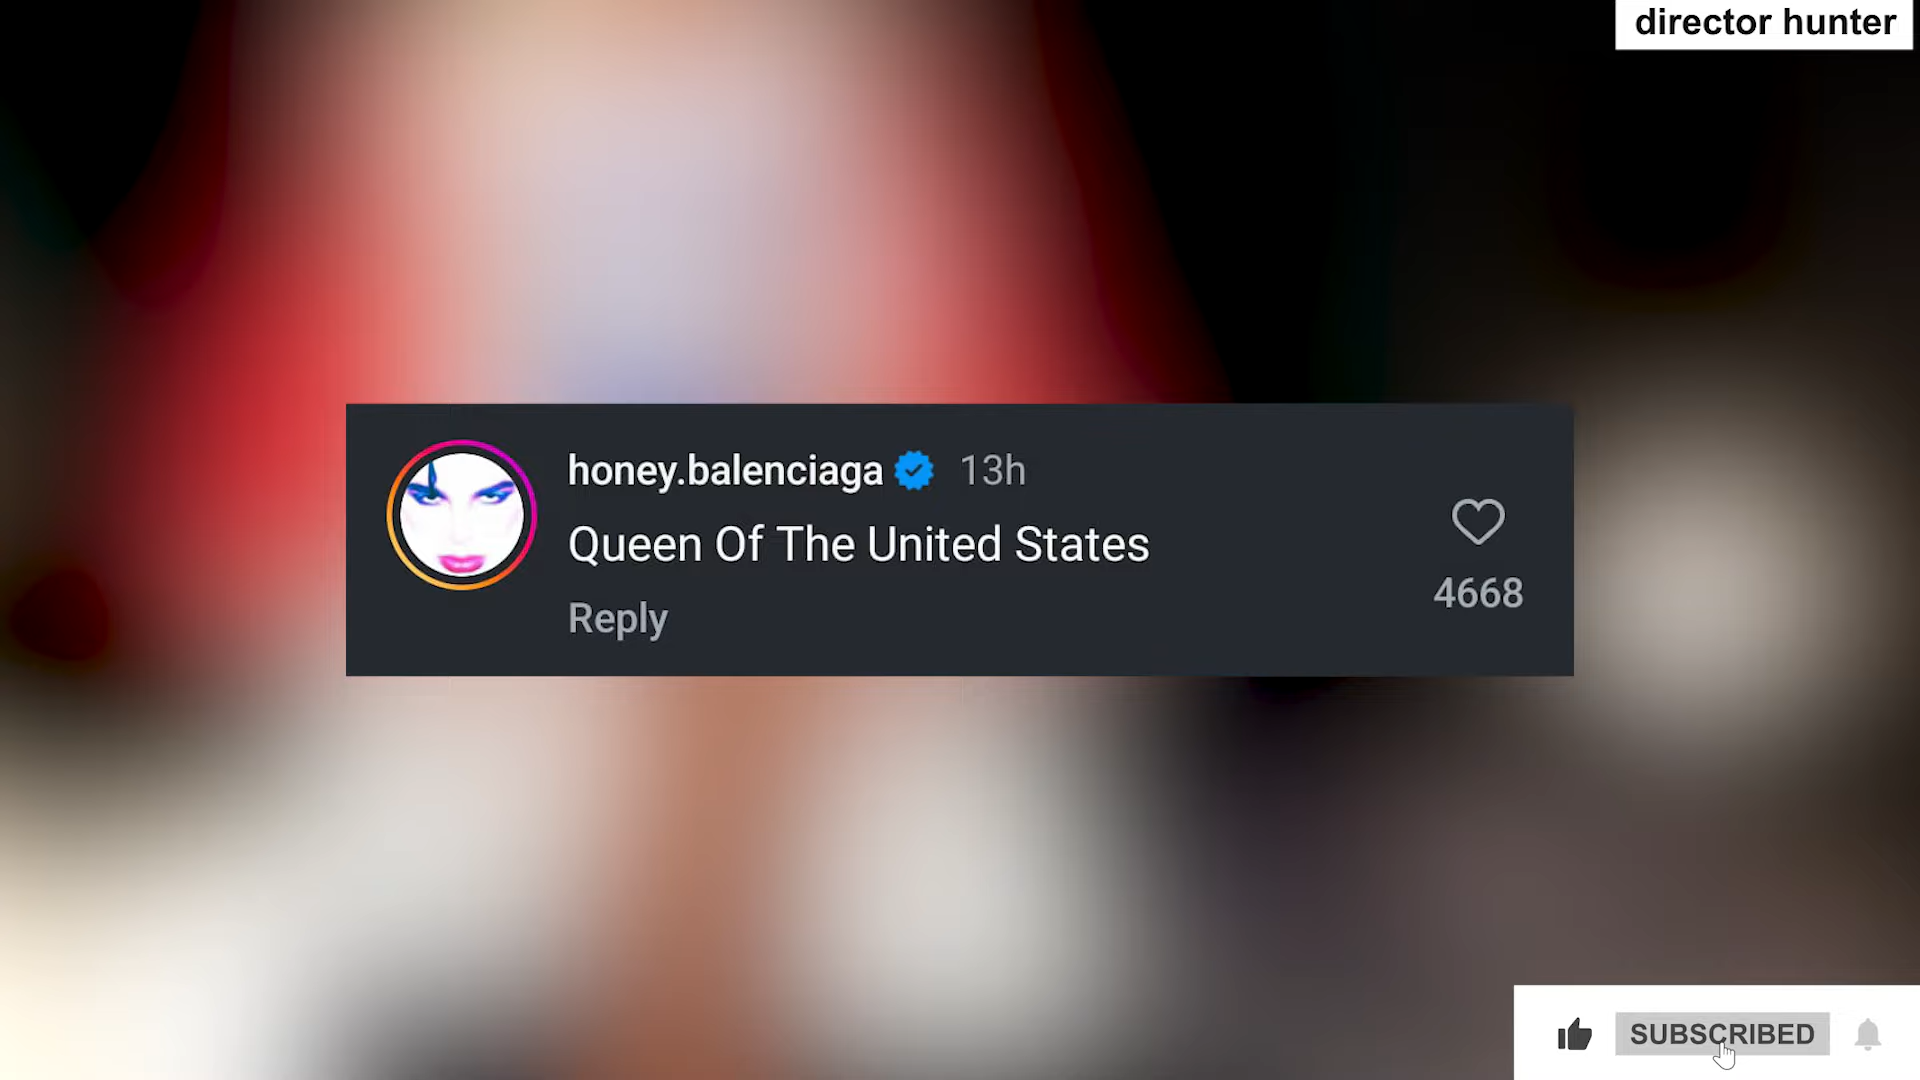 director hunter
honey.balenciaga 13h
Queen Of The United States
4668
Reply
SUBSCRIBED